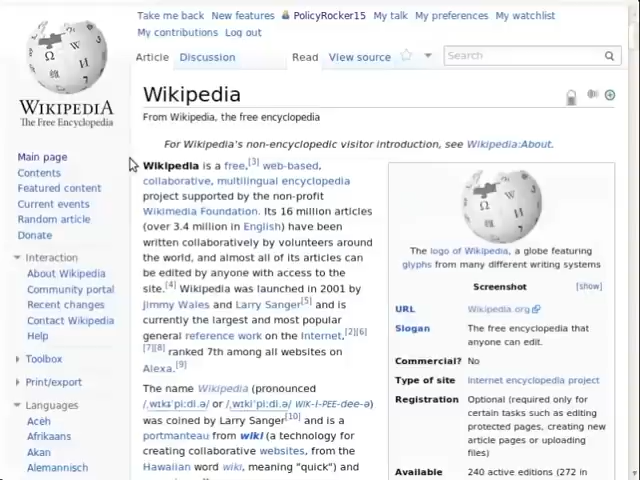 Take me back New features PolicyRocker15 My talk My preferences My watchlist
My contributions Log out
Article Discussion Read View source Search
WIKIPEDIA
The Free Encyclopedia
Main page
Contents
Featured content
Current events
Random article
Donate
Interaction
About Wikipedia
Community portal
Recent changes
Contact Wikipedia
Help
Toolbox
Print/export
Languages
Aceh
Afrikaans
Akan
Alemannisch
Wikipedia
From Wikipedia, the free encyclopedia
For Wikipedia's non-encyclopedic visitor introduction, see Wikipedia:About.
Wikipedia is a free,[3] web-based,
collaborative, multilingual encyclopedia
project supported by the non-profit
Wikimedia Foundation. Its 16 million articles
(over 3.4 million in English) have been
written collaboratively by volunteers around
the world, and almost all of its articles can
be edited by anyone with access to the
site.[4] Wikipedia was launched in 2001 by
Jimmy Wales and Larry Sanger[5] and is
currently the largest and most popular
general reference work on the Internet,[2][6]
[7][8] ranked 7th among all websites on
Alexa.[9]
The name Wikipedia (pronounced
/ˌwɪkɨˈpiːdi.ə/ or /ˌwɪkiˈpiːdi.ə/ WIK-i-PEE-dee-ə)
was coined by Larry Sanger[10] and is a
portmanteau from wiki (a technology for
creating collaborative websites, from the
Hawaiian word wiki, meaning "quick") and
The logo of Wikipedia, a globe featuring
glyphs from many different writing systems
Screenshot [show]
URL Wikipedia.org
Slogan The free encyclopedia that
anyone can edit.
Commercial? No
Type of site Internet encyclopedia project
Registration Optional (required only for
certain tasks such as editing
protected pages, creating new
article pages or uploading
files)
Available 240 active editions (272 in